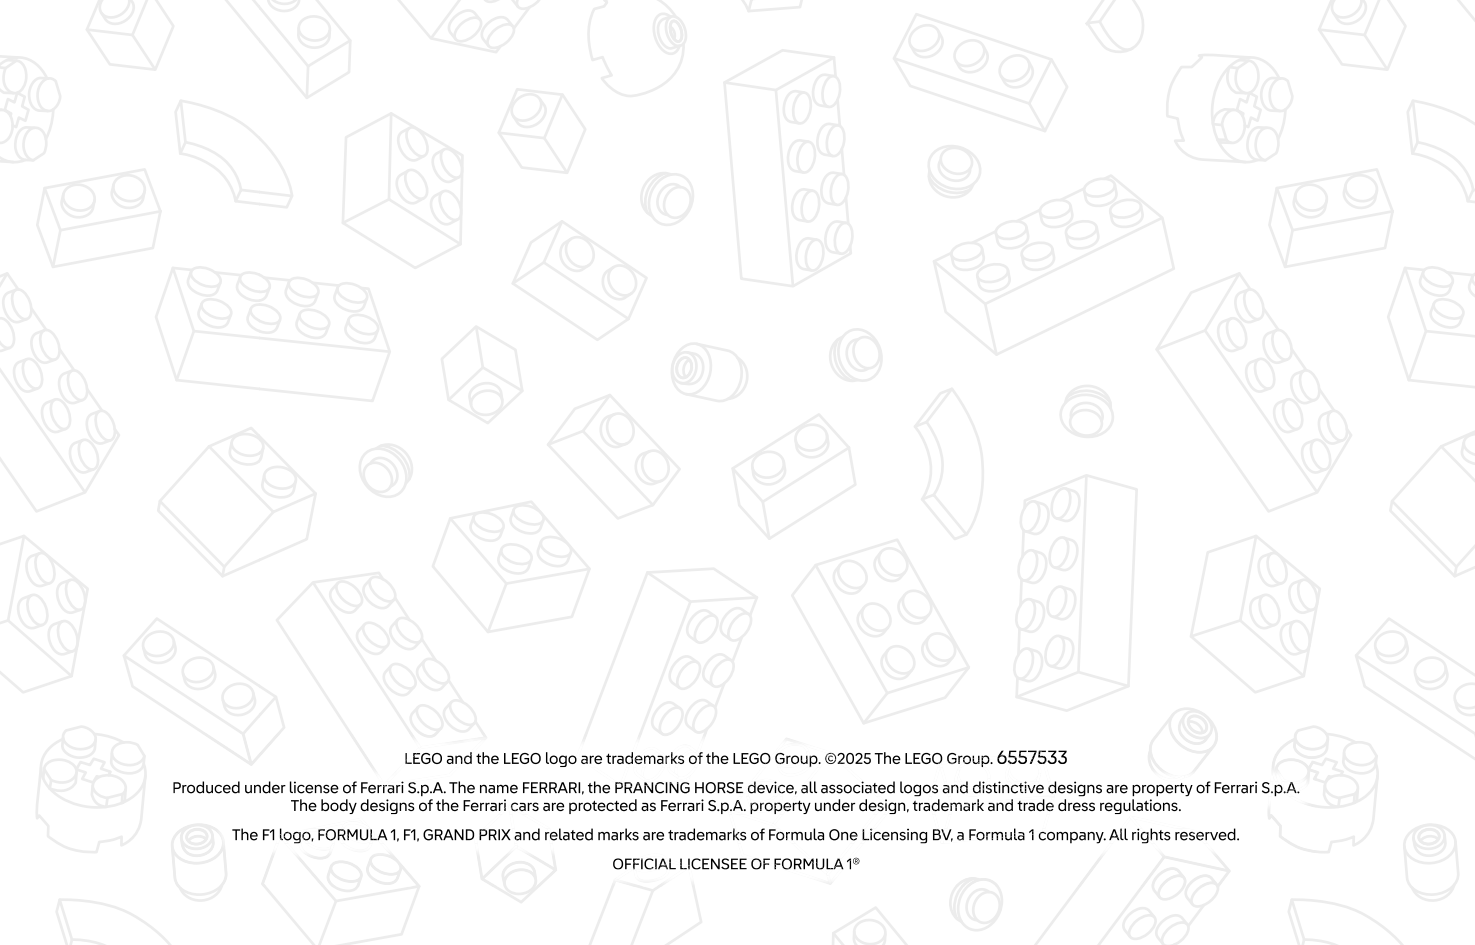 LEGO and the LEGO logo are trademarks of the LEGO Group. ©2025 The LEGO Group. 6557533
Produced under license of Ferrari S.p.A. The name FERRARI, the PRANCING HORSE device, all associated logos and distinctive designs are property of Ferrari S.p.A.
The body designs of the Ferrari cars are protected as Ferrari S.p.A. property under design, trademark and trade dress regulations.
The F1 logo, FORMULA 1, F1, GRAND PRIX and related marks are trademarks of Formula One Licensing BV, a Formula 1 company. All rights reserved.
OFFICIAL LICENSEE OF FORMULA 1®